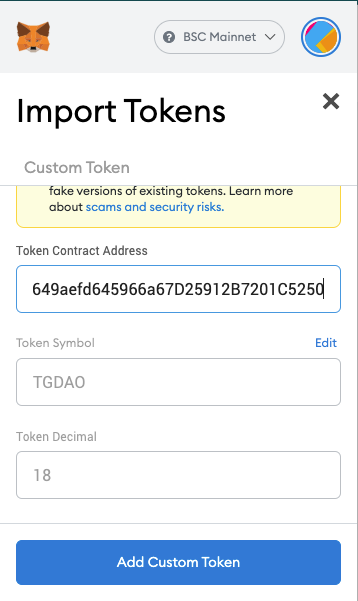 BSC Mainnet
Import Tokens
Custom Token
fake versions of existing tokens. Learn more
about scams and security risks.
Token Contract Address
649aefd645966a67D25912B7201C5250
Token Symbol
Edit
TGDAO
Token Decimal
18
Add Custom Token